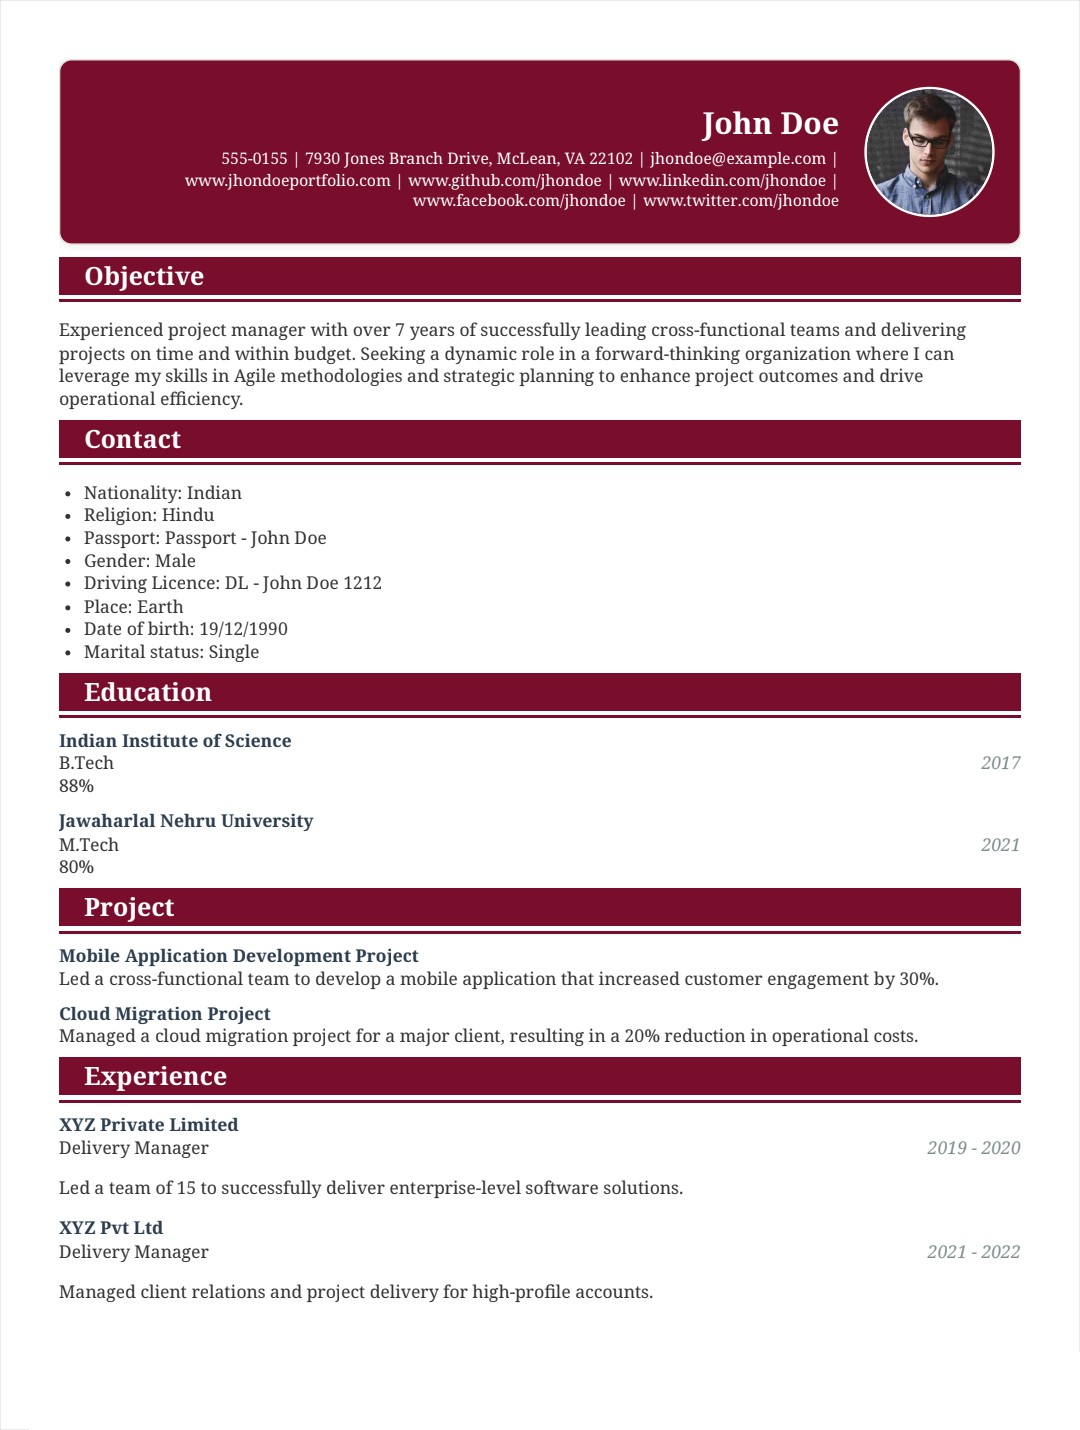 John Doe
555-0155 | 7930 Jones Branch Drive, McLean, VA 22102 | jhondoe@example.com |
www.jhondoeportfolio.com | www.github.com/jhondoe | www.linkedin.com/jhondoe |
www.facebook.com/jhondoe | www.twitter.com/jhondoe
Objective
Experienced project manager with over 7 years of successfully leading cross-functional teams and delivering
projects on time and within budget. Seeking a dynamic role in a forward-thinking organization where I can
leverage my skills in Agile methodologies and strategic planning to enhance project outcomes and drive
operational efficiency.
Contact
• Nationality: Indian
• Religion: Hindu
• Passport: Passport - John Doe
• Gender: Male
• Driving Licence: DL - John Doe 1212
• Place: Earth
• Date of birth: 19/12/1990
• Marital status: Single
Education
Indian Institute of Science
B.Tech 2017
88%
Jawaharlal Nehru University
M.Tech 2021
80%
Project
Mobile Application Development Project
Led a cross-functional team to develop a mobile application that increased customer engagement by 30%.
Cloud Migration Project
Managed a cloud migration project for a major client, resulting in a 20% reduction in operational costs.
Experience
XYZ Private Limited
Delivery Manager 2019 - 2020
Led a team of 15 to successfully deliver enterprise-level software solutions.
XYZ Pvt Ltd
Delivery Manager 2021 - 2022
Managed client relations and project delivery for high-profile accounts.